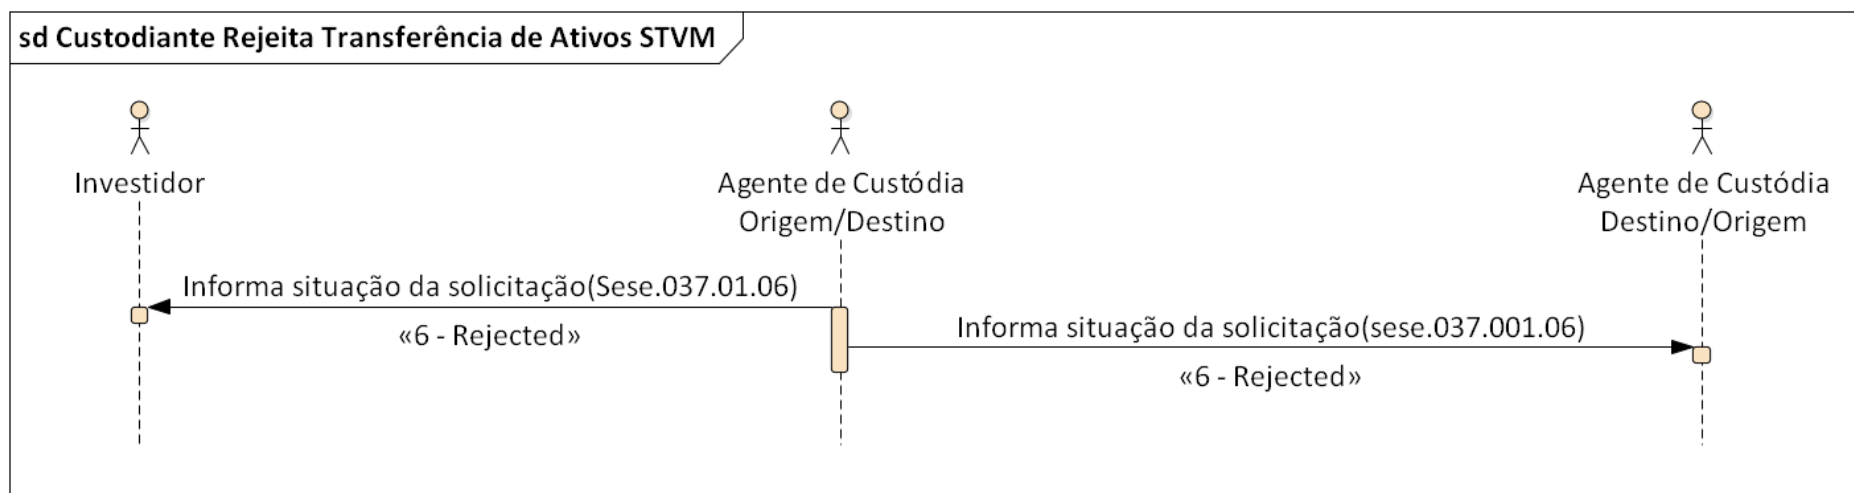 sd Custodiante Rejeita Transferência de Ativos STVM
Investidor
Agente de Custódia
Origem/Destino
Agente de Custódia
Destino/Origem
Informa situação da solicitação(Sese.037.01.06)
«6 - Rejected»
Informa situação da solicitação(sese.037.001.06)
«6 - Rejected»